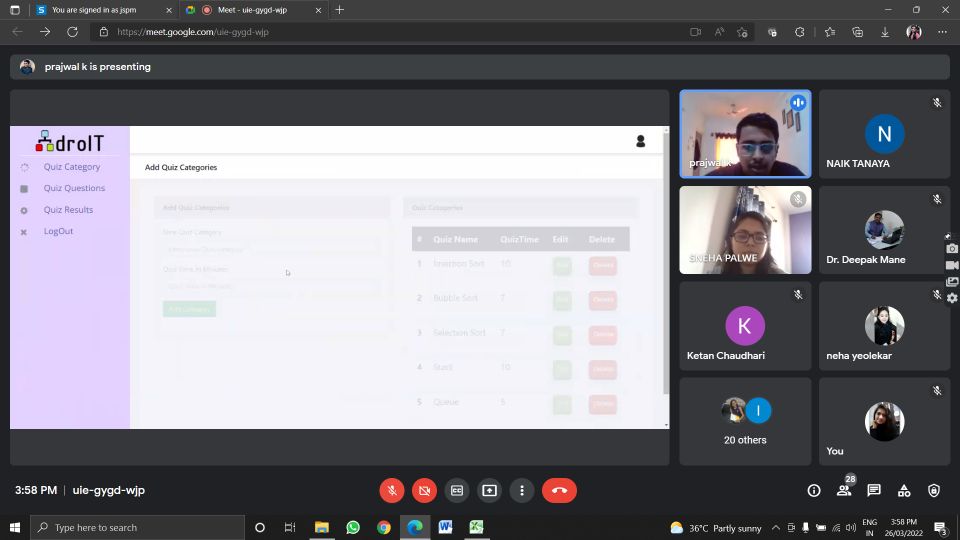 You are signed in as jspm
Meet - uie-gygd-wjp
https://meet.google.com/uie-gygd-wjp
prajwal k is presenting
droIT
Quiz Category
Quiz Questions
Quiz Results
LogOut
Add Quiz Categories
Add Quiz Categories
New Quiz Category
Quiz time in Minutes
Add Category
Quiz Categories
# Quiz Name QuizTime Edit Delete
1 Insertion Sort 10 Edit Delete
2 Bubble Sort 7 Edit Delete
3 Selection Sort 7 Edit Delete
4 Stack 10 Edit Delete
5 Queue 5 Edit Delete
prajwal k
N
NAIK TANAYA
SNEHA PALWE
Dr. Deepak Mane
K
Ketan Chaudhari
neha yeolekar
I
20 others
You
3:58 PM | uie-gygd-wjp
28
Type here to search
36°C Partly sunny
ENG
IN
3:58 PM
26/03/2022
3